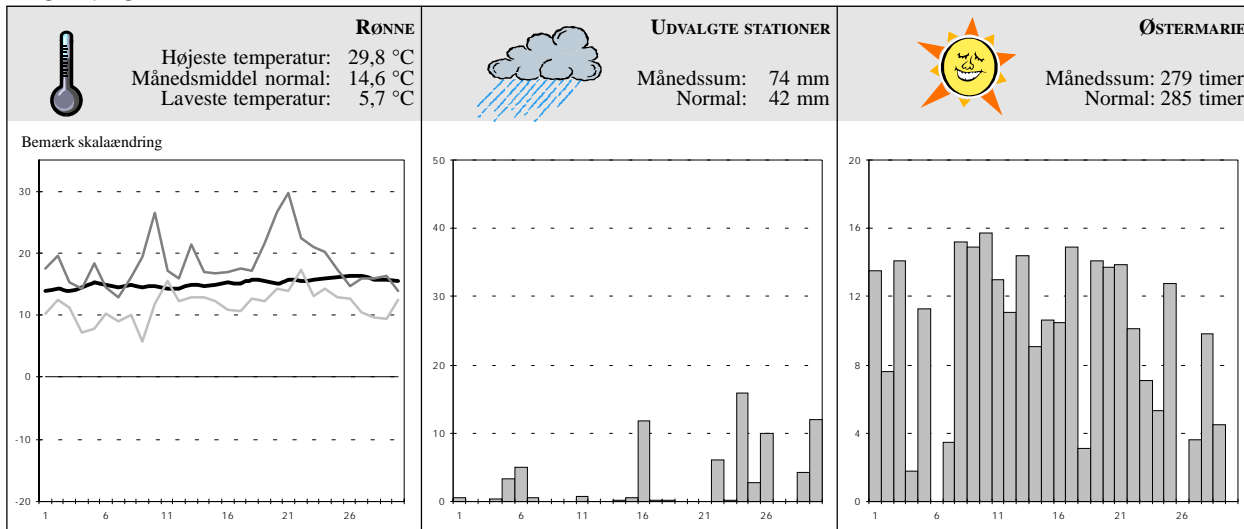 RØNNE
Højeste temperatur: 29,8 °C
Månedsmiddel normal: 14,6 °C
Laveste temperatur: 5,7 °C
Bemærk skalaændring
30
20
10
0
-10
-20
1 6 11 16 21 26
UDVALGTE STATIONER
Månedssum: 74 mm
Normal: 42 mm
50
40
30
20
10
0
1 6 11 16 21 26
ØSTERMARIE
Månedssum: 279 timer
Normal: 285 timer
20
16
12
8
4
0
1 6 11 16 21 26